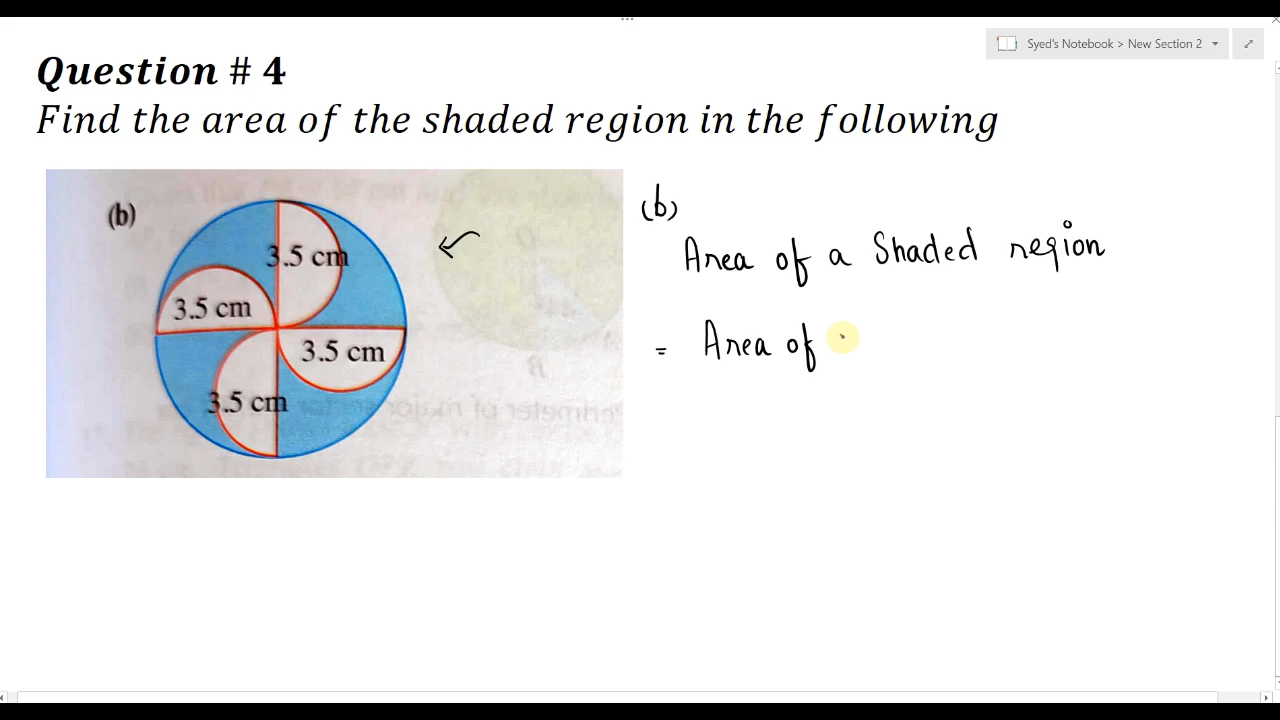 Syed's Notebook > New Section 2
Question # 4
Find the area of the shaded region in the following
(b)
3.5 cm
3.5 cm
3.5 cm
3.5 cm
(b)
Area of a Shaded region
= Area of